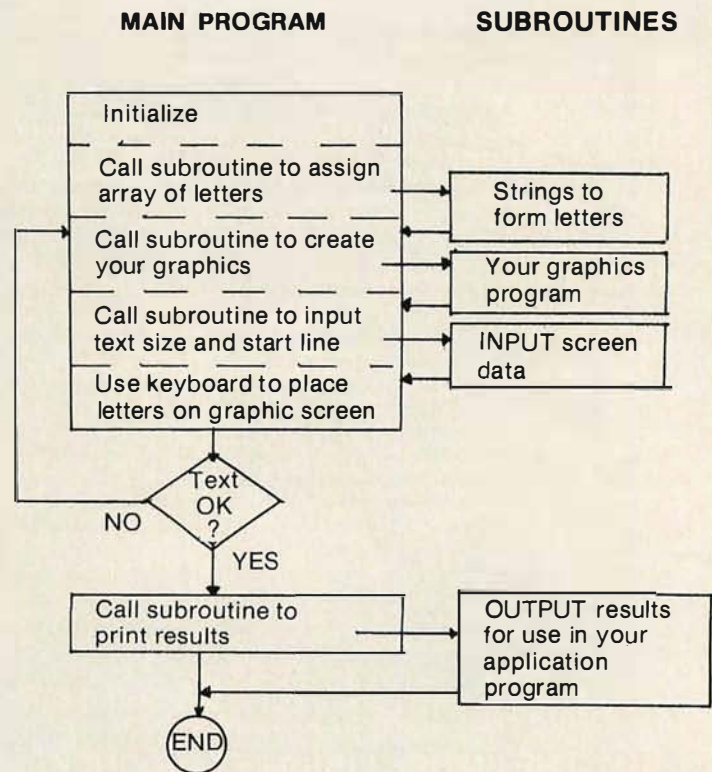 MAIN PROGRAM
SUBROUTINES
Initialize
Call subroutine to assign
array of letters
Strings to
form letters
Call subroutine to create
your graphics
Your graphics
program
Call subroutine to input
text size and start line
INPUT screen
data
Use keyboard to place
letters on graphic screen
Text
OK
?
NO
YES
Call subroutine to
print results
OUTPUT results
for use in your
application
program
END